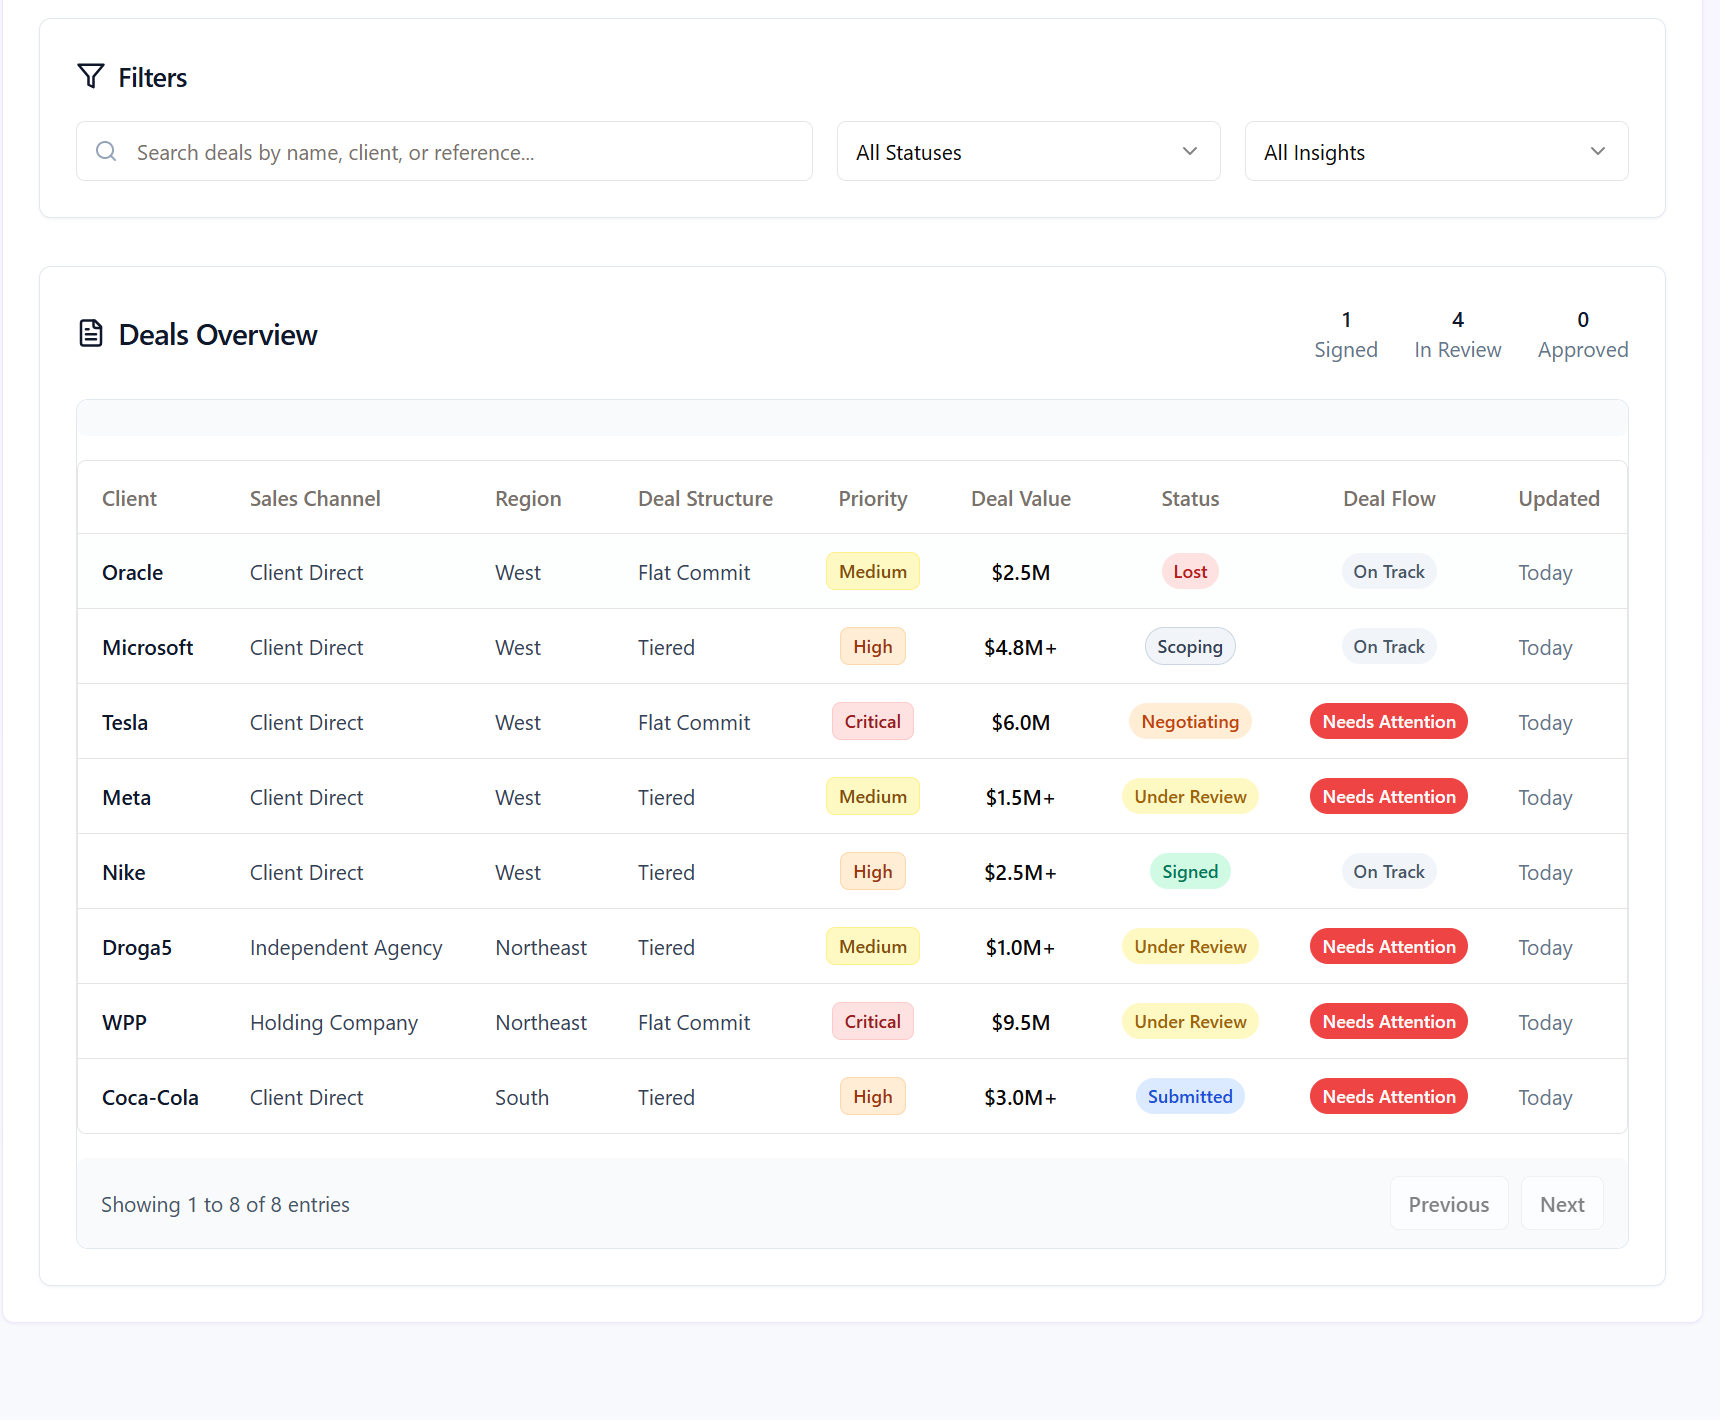 Filters
Search deals by name, client, or reference...
All Statuses
All Insights
Deals Overview
1 4 0
Signed In Review Approved
Client Sales Channel Region Deal Structure Priority Deal Value Status Deal Flow Updated
Oracle Client Direct West Flat Commit Medium $2.5M Lost On Track Today
Microsoft Client Direct West Tiered High $4.8M+ Scoping On Track Today
Tesla Client Direct West Flat Commit Critical $6.0M Negotiating Needs Attention Today
Meta Client Direct West Tiered Medium $1.5M+ Under Review Needs Attention Today
Nike Client Direct West Tiered High $2.5M+ Signed On Track Today
Droga5 Independent Agency Northeast Tiered Medium $1.0M+ Under Review Needs Attention Today
WPP Holding Company Northeast Flat Commit Critical $9.5M Under Review Needs Attention Today
Coca-Cola Client Direct South Tiered High $3.0M+ Submitted Needs Attention Today
Showing 1 to 8 of 8 entries
Previous Next